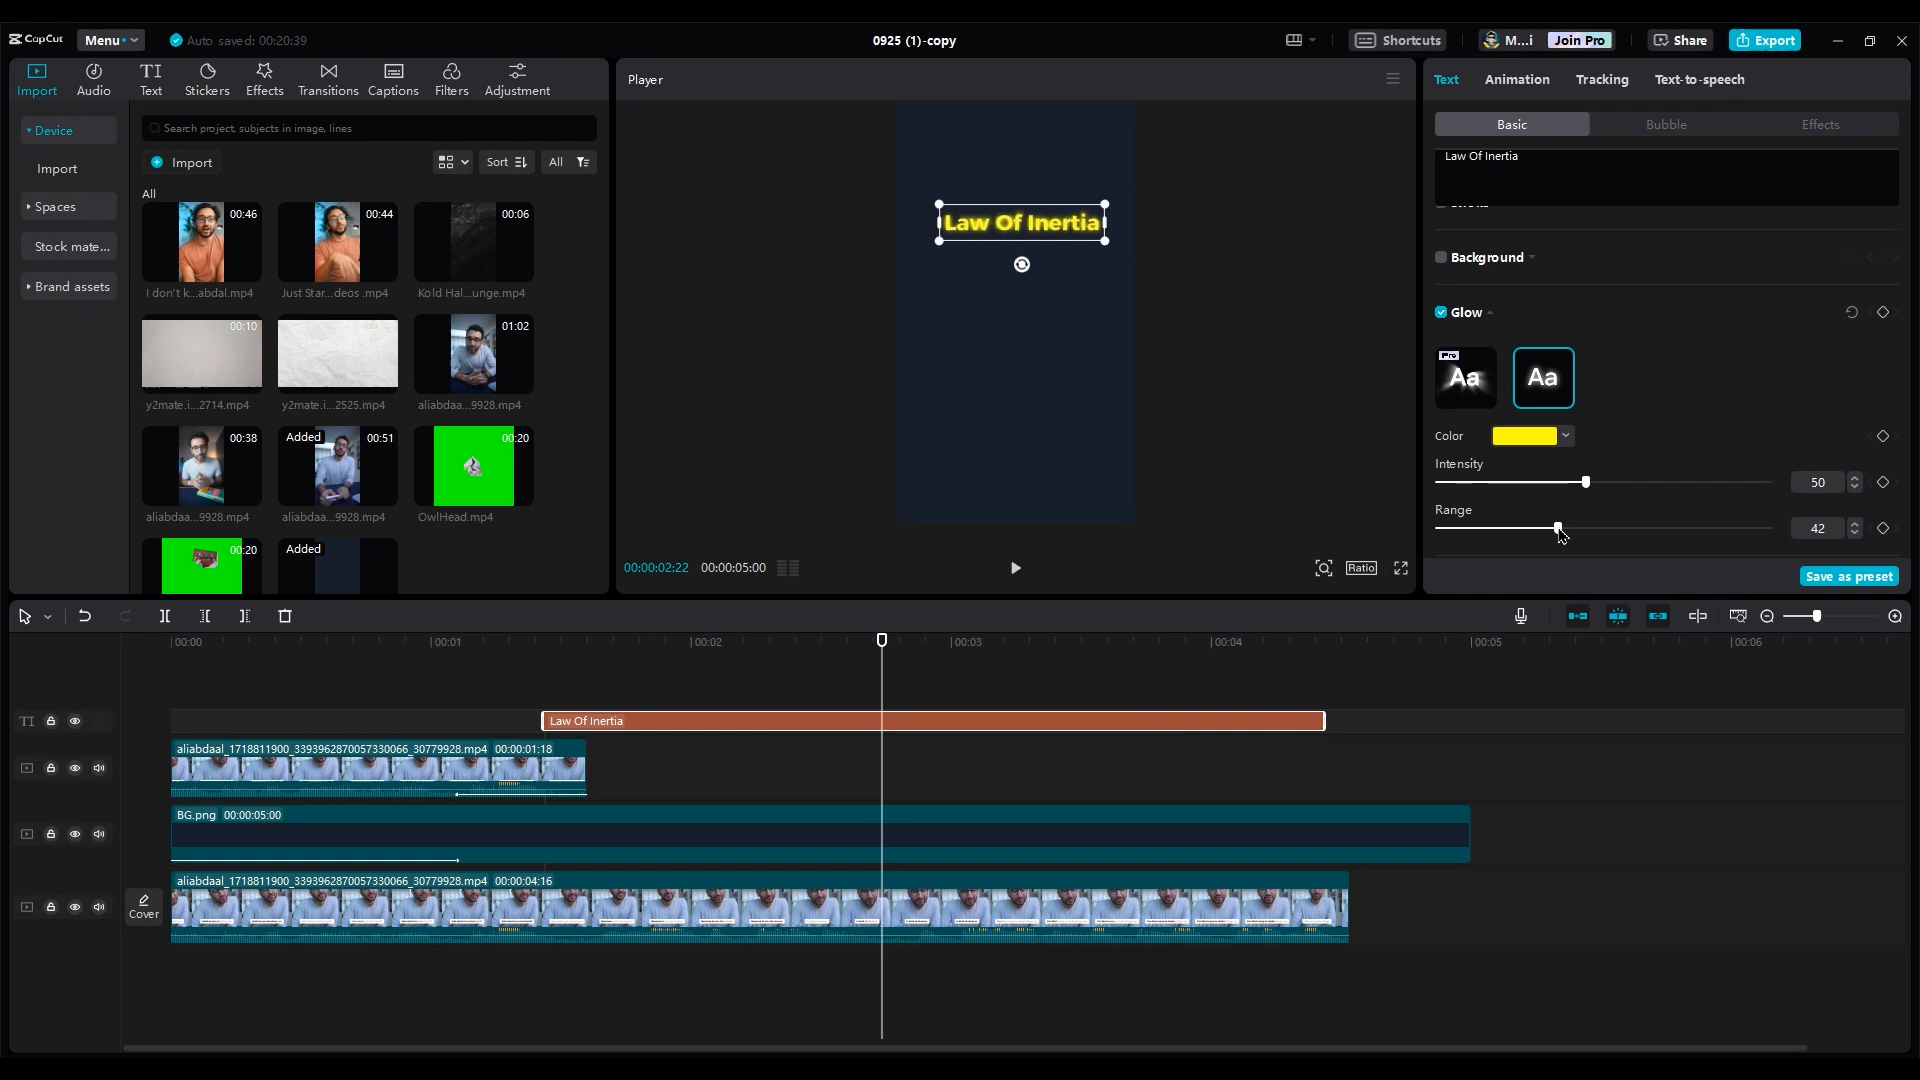 CapCut
Menu
Auto saved: 00:20:39
0925 (1)-copy
Shortcuts
M...i
Join Pro
Share
Export
Import
Audio
TI
Text
Stickers
Effects
Transitions
Captions
Filters
Adjustment
Device
Import
Spaces
Stock mate...
Brand assets
Search project, subjects in image, lines
Import
Sort
All
All
00:46
00:44
00:06
I don't k...abdal.mp4
Just Star...deos .mp4
Kold Hal...unge.mp4
00:10
01:02
y2mate.i...2714.mp4
y2mate.i...2525.mp4
aliabdaa...9928.mp4
00:38
Added
00:51
00:20
aliabdaa...9928.mp4
aliabdaa...9928.mp4
OwlHead.mp4
00:20
Added
Player
Law Of Inertia
00:00:02:22
00:00:05:00
Ratio
Text
Animation
Tracking
Text-to-speech
Basic
Bubble
Effects
Law Of Inertia
Background
Glow
Pro
Aa
Aa
Color
Intensity
50
Range
42
Save as preset
00:00
00:01
00:02
00:03
00:04
00:05
00:06
TI
Law Of Inertia
aliabdaal_1718811900_3393962870057330066_30779928.mp4 00:00:01:18
BG.png 00:00:05:00
Cover
aliabdaal_1718811900_3393962870057330066_30779928.mp4 00:00:04:16